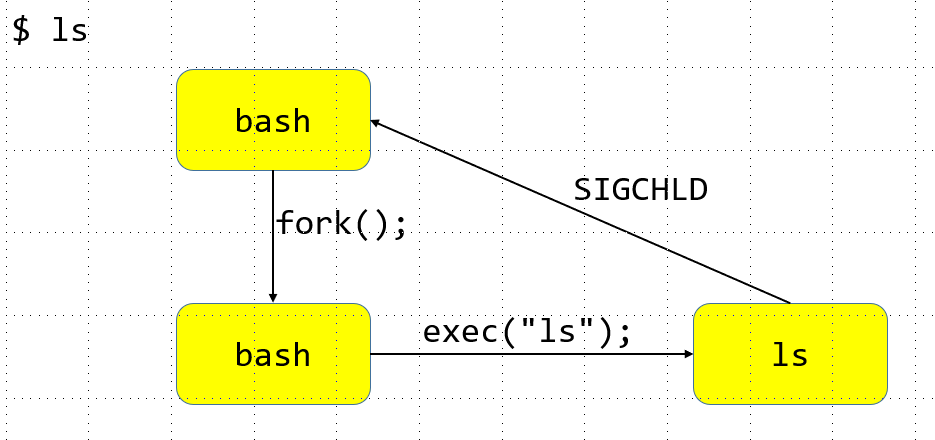 $ ls
bash
SIGCHLD
fork();
exec("ls");
bash
ls